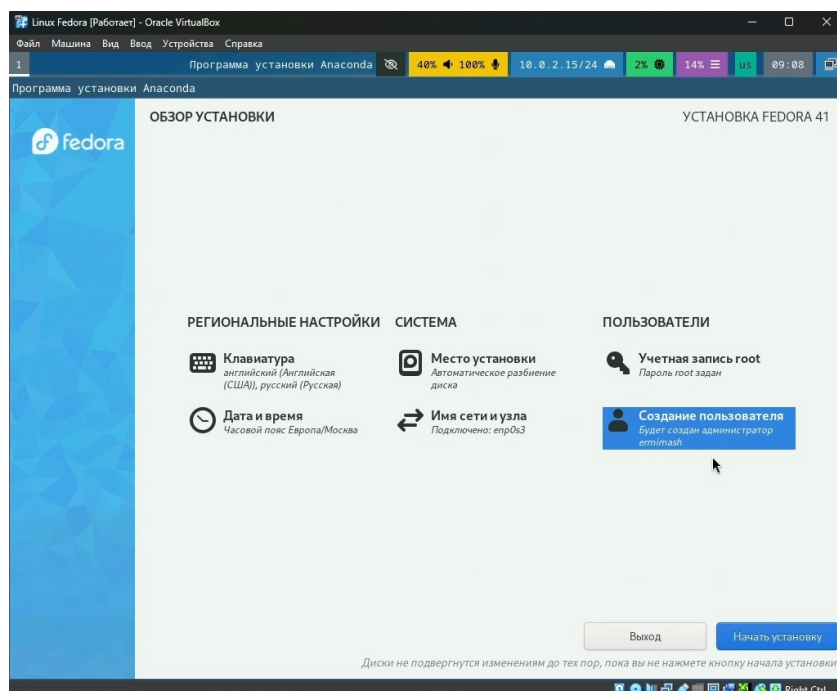 Linux Fedora [Работает] - Oracle VirtualBox
Файл Машина Вид Ввод Устройства Справка
1 Программа установки Anaconda 40% 100% 10.0.2.15/24 2% 14% us 09:08
Программа установки Anaconda
fedora
ОБЗОР УСТАНОВКИ
УСТАНОВКА FEDORA 41
РЕГИОНАЛЬНЫЕ НАСТРОЙКИ
Клавиатура
английский (Английская
(США)), русский (Русская)
Дата и время
Часовой пояс Европа/Москва
СИСТЕМА
Место установки
Автоматическое разбиение
диска
Имя сети и узла
Подключено: enp0s3
ПОЛЬЗОВАТЕЛИ
Учетная запись root
Пароль root задан
Создание пользователя
Будет создан администратор
ermimash
Выход
Начать установку
Диски не подвергнутся изменениям до тех пор, пока вы не нажмете кнопку начала установки
Right Ctrl